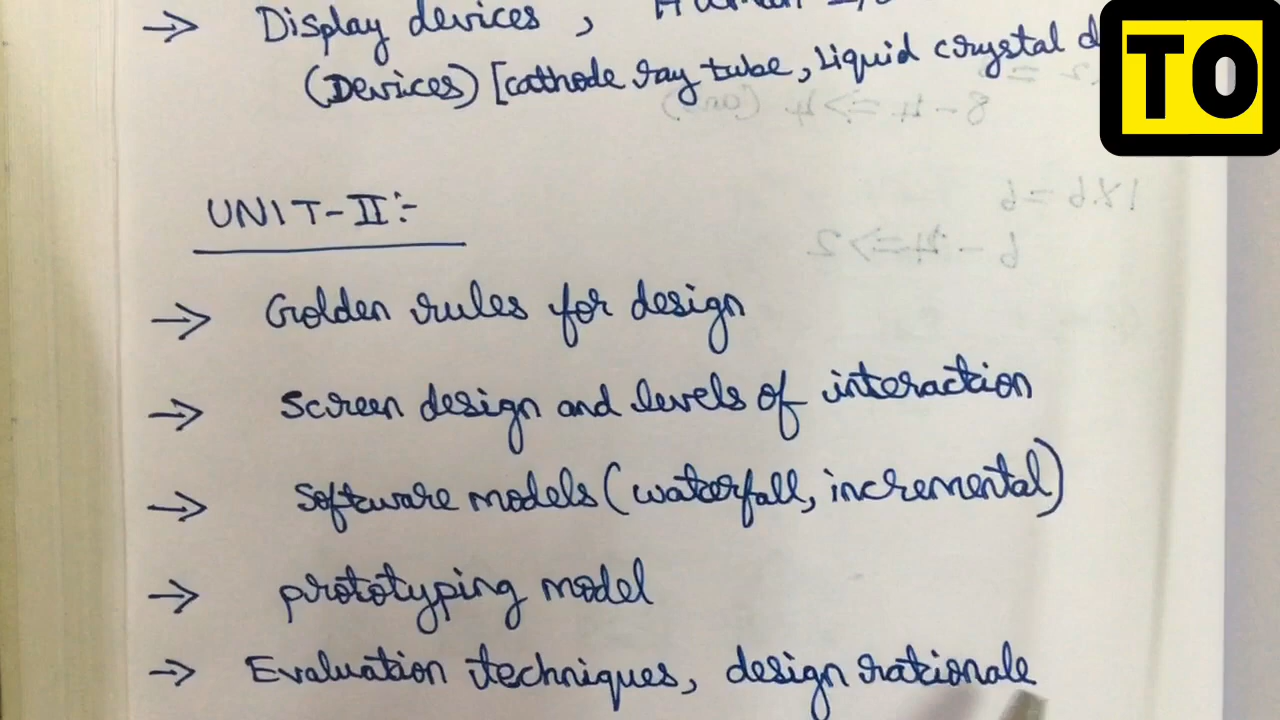 → Display devices, Human I/O
(Devices) [cathode ray tube, Liquid crystal d
TO
UNIT-II:-
→ Golden rules for design
→ Screen design and levels of interaction
→ Software models (waterfall, incremental)
→ prototyping model
→ Evaluation techniques, design rationale